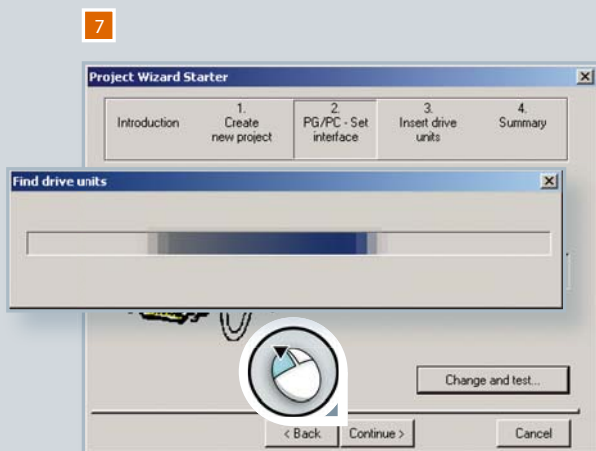 7
Project Wizard Starter
Introduction
1.
Create
new project
2.
PG/PC - Set
interface
3.
Insert drive
units
4.
Summary
Find drive units
Change and test...
< Back
Continue >
Cancel